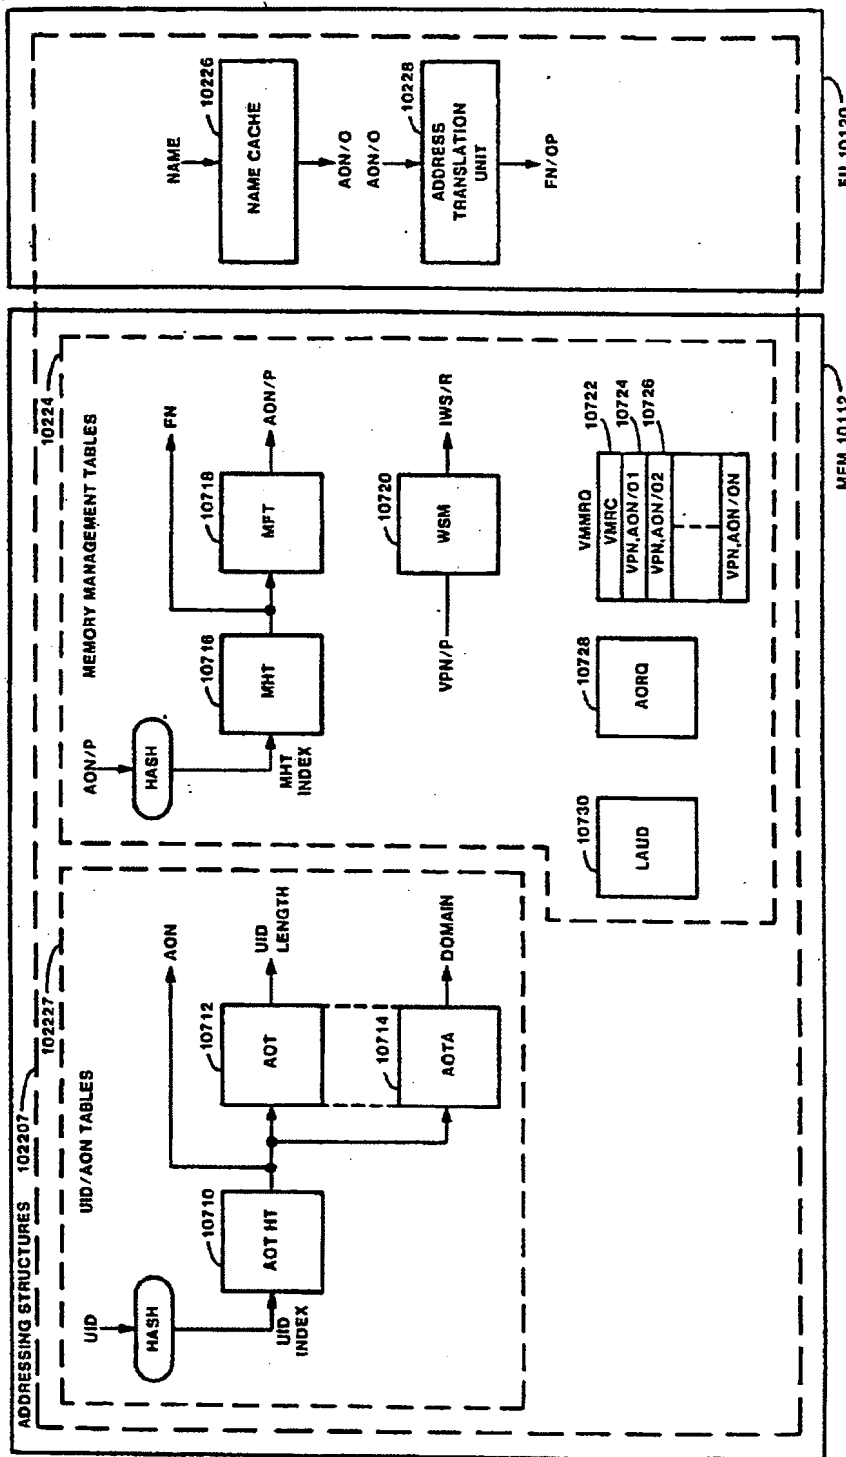 ADDRESSING STRUCTURES 102207
102227
UID/AON TABLES
UID
HASH
UID
INDEX
10710
AOT HT
AON
10712
AOT
UID
LENGTH
10714
AOTA
DOMAIN
10224
MEMORY MANAGEMENT TABLES
AON/P
HASH
MHT
INDEX
10716
MHT
FN
10718
MFT
AON/P
VPN/P
10720
WSM
IWS/R
10730
LAUD
10728
AORQ
VMMRQ
VMRC
10722
VPN,AON/O1
10724
VPN,AON/O2
10726
VPN,AON/ON
MEM 10112
NAME
10226
NAME CACHE
AON/O
AON/O
10228
ADDRESS
TRANSLATION
UNIT
FN/OP
FU 10120